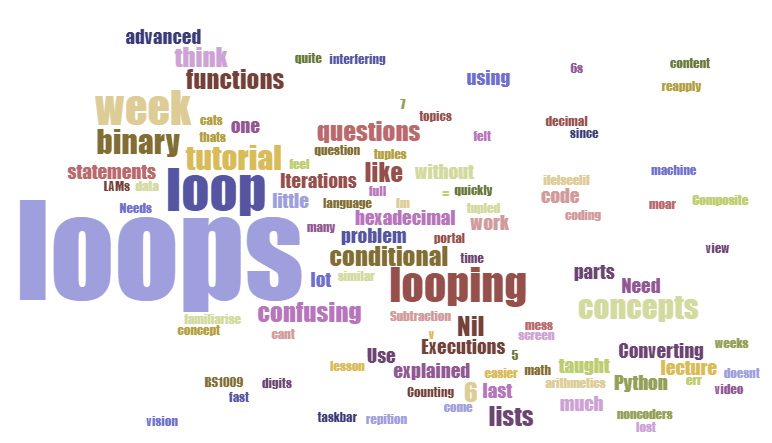 advanced
think quite interfering content
functions using 6s reapply
week cats 7 topics decimal
binary thats one questions felt since
tutorial question tuples
statements feel like without machine
LAMs data loop Iterations full = quickly ifelseelif
Needs little language Im tupled code moar Composite
loops many hexadecimal work coding
problem portal view
conditional time
lot similar looping parts Need
confusing concepts
familiarise Subtraction Nil mess
concept cant v screen
Use Executions 5 Converting weeks
lesson explained easier math taught lecture doesnt
BS1009 digits Counting 6 last arithmetics Python err video
fast come much
vision taskbar repition lists noncoders
lost